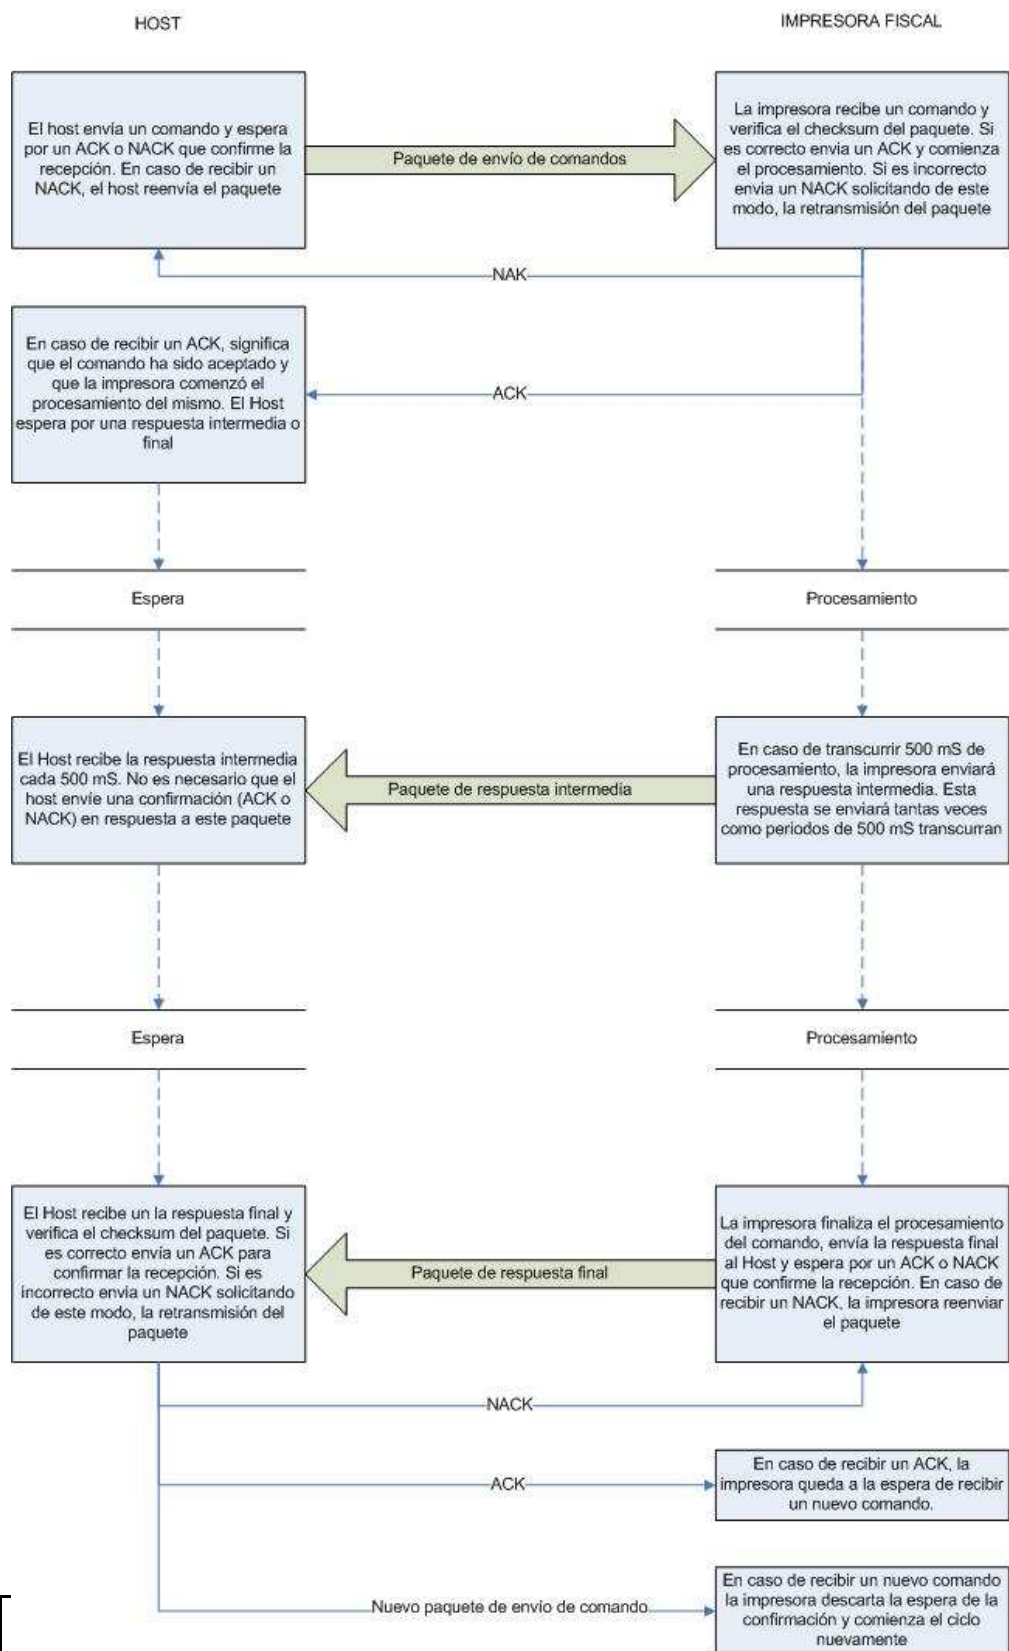 HOST
IMPRESORA FISCAL
El host envía un comando y espera
por un ACK o NACK que confirme la
recepción. En caso de recibir un
NACK, el host reenvía el paquete
Paquete de envío de comandos
La impresora recibe un comando y
verifica el checksum del paquete. Si
es correcto envia un ACK y comienza
el procesamiento. Si es incorrecto
envia un NACK solicitando de este
modo, la retransmisión del paquete
NAK
En caso de recibir un ACK, significa
que el comando ha sido aceptado y
que la impresora comenzó el
procesamiento del mismo. El Host
espera por una respuesta intermedia o
final
ACK
Espera
Procesamiento
El Host recibe la respuesta intermedia
cada 500 mS. No es necesario que el
host envíe una confirmación (ACK o
NACK) en respuesta a este paquete
Paquete de respuesta intermedia
En caso de transcurrir 500 mS de
procesamiento, la impresora enviará
una respuesta intermedia. Esta
respuesta se enviará tantas veces
como periodos de 500 mS transcurran
Espera
Procesamiento
El Host recibe un la respuesta final y
verifica el checksum del paquete. Si
es correcto envía un ACK para
confirmar la recepción. Si es
incorrecto envia un NACK solicitando
de este modo, la retransmisión del
paquete
Paquete de respuesta final
La impresora finaliza el procesamiento
del comando, envía la respuesta final
al Host y espera por un ACK o NACK
que confirme la recepción. En caso de
recibir un NACK, la impresora reenviar
el paquete
NACK
ACK
En caso de recibir un ACK, la
impresora queda a la espera de recibir
un nuevo comando.
Nuevo paquete de envío de comando
En caso de recibir un nuevo comando
la impresora descarta la espera de la
confirmación y comienza el ciclo
nuevamente